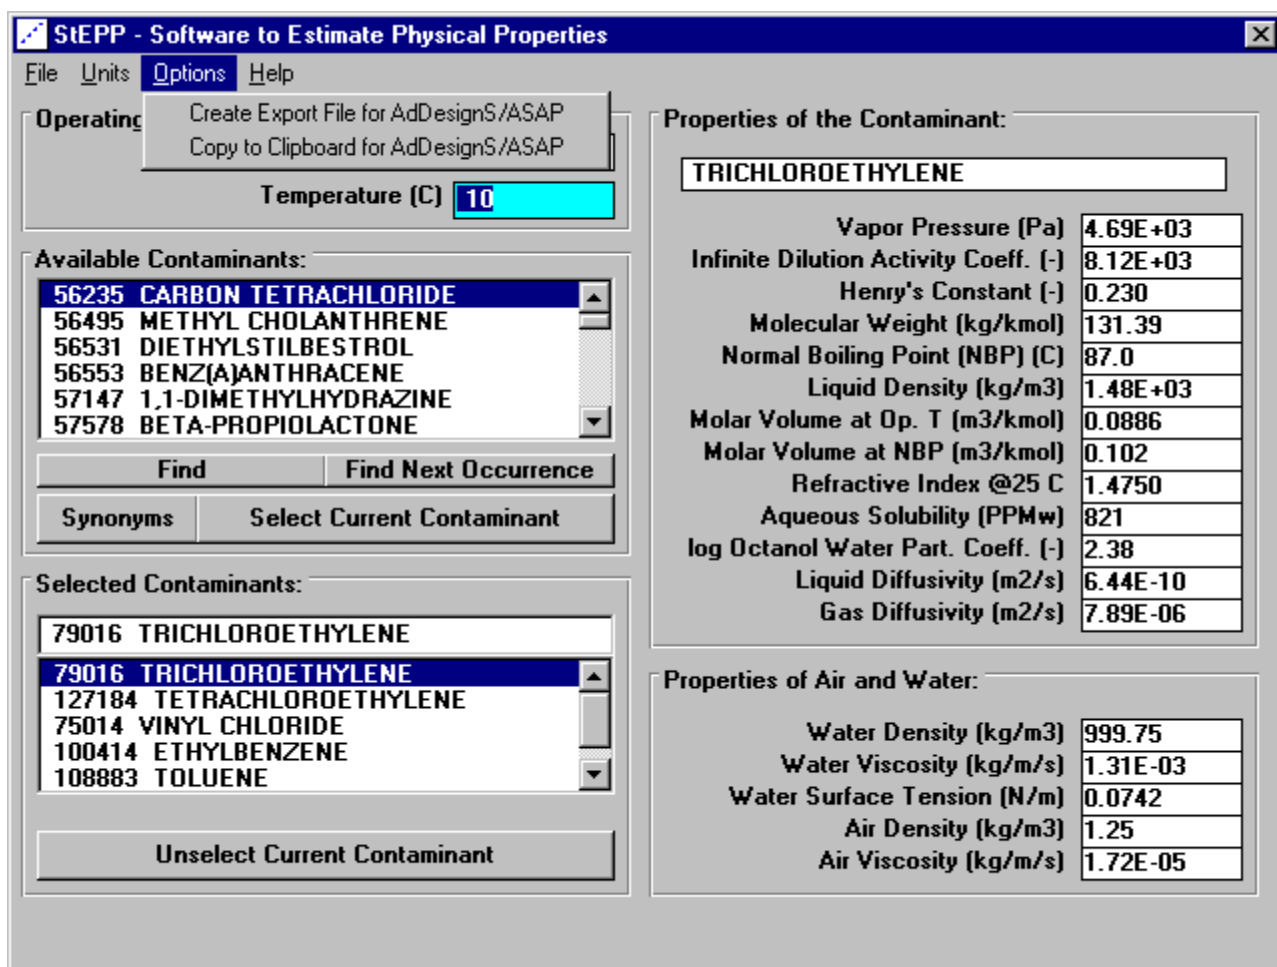 StEPP - Software to Estimate Physical Properties
File Units Options Help
Create Export File for AdDesignS/ASAP
Copy to Clipboard for AdDesignS/ASAP
Operating
Temperature (C) 10
Available Contaminants:
56235 CARBON TETRACHLORIDE
56495 METHYL CHOLANTHRENE
56531 DIETHYLSTILBESTROL
56553 BENZ(A)ANTHRACENE
57147 1,1-DIMETHYLHYDRAZINE
57578 BETA-PROPIOLACTONE
Find Find Next Occurrence
Synonyms Select Current Contaminant
Selected Contaminants:
79016 TRICHLOROETHYLENE
79016 TRICHLOROETHYLENE
127184 TETRACHLOROETHYLENE
75014 VINYL CHLORIDE
100414 ETHYLBENZENE
108883 TOLUENE
Unselect Current Contaminant
Properties of the Contaminant:
TRICHLOROETHYLENE
Vapor Pressure (Pa) 4.69E+03
Infinite Dilution Activity Coeff. (-) 8.12E+03
Henry's Constant (-) 0.230
Molecular Weight (kg/kmol) 131.39
Normal Boiling Point (NBP) (C) 87.0
Liquid Density (kg/m3) 1.48E+03
Molar Volume at Op. T (m3/kmol) 0.0886
Molar Volume at NBP (m3/kmol) 0.102
Refractive Index @25 C 1.4750
Aqueous Solubility (PPMw) 821
log Octanol Water Part. Coeff. (-) 2.38
Liquid Diffusivity (m2/s) 6.44E-10
Gas Diffusivity (m2/s) 7.89E-06
Properties of Air and Water:
Water Density (kg/m3) 999.75
Water Viscosity (kg/m/s) 1.31E-03
Water Surface Tension (N/m) 0.0742
Air Density (kg/m3) 1.25
Air Viscosity (kg/m/s) 1.72E-05